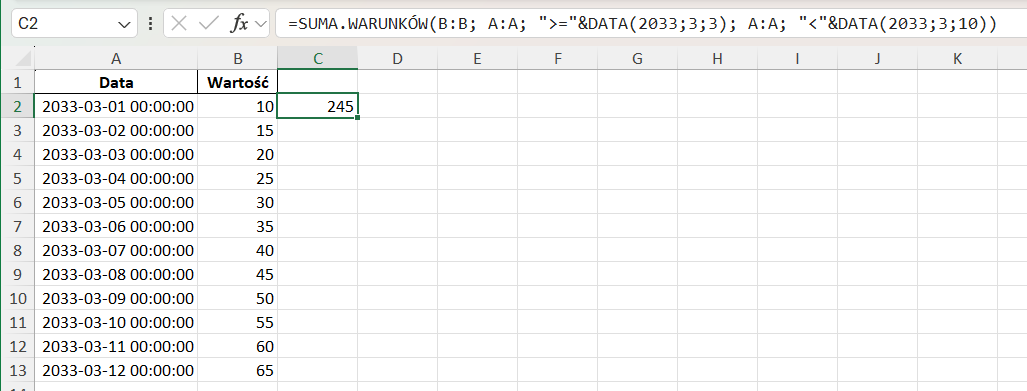 C2 fx =SUMA.WARUNKÓW(B:B; A:A; ">="&DATA(2033;3;3); A:A; "<"&DATA(2033;3;10))
A B C D E F G H I J K
1 Data Wartość
2 2033-03-01 00:00:00 10 245
3 2033-03-02 00:00:00 15
4 2033-03-03 00:00:00 20
5 2033-03-04 00:00:00 25
6 2033-03-05 00:00:00 30
7 2033-03-06 00:00:00 35
8 2033-03-07 00:00:00 40
9 2033-03-08 00:00:00 45
10 2033-03-09 00:00:00 50
11 2033-03-10 00:00:00 55
12 2033-03-11 00:00:00 60
13 2033-03-12 00:00:00 65